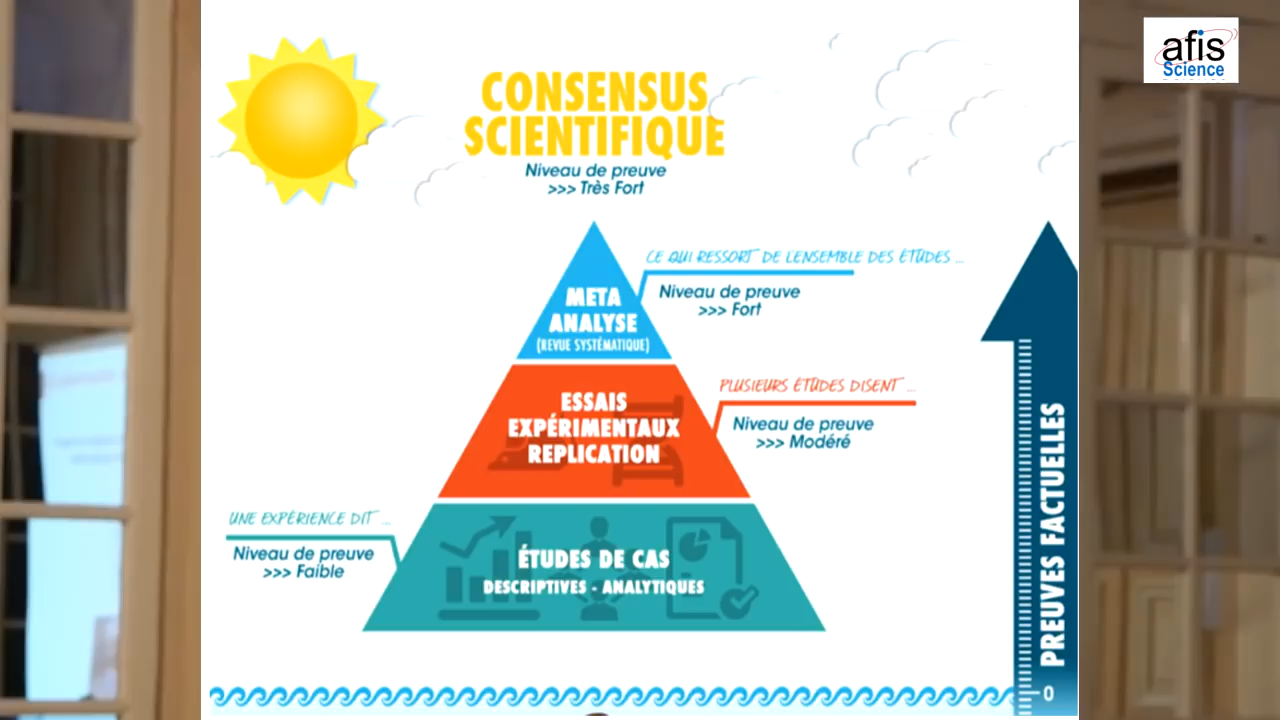 afis
Science
CONSENSUS
SCIENTIFIQUE
Niveau de preuve
>>> Très Fort
CE QUI RESSORT DE L'ENSEMBLE DES ÉTUDES ...
Niveau de preuve
>>> Fort
META
ANALYSE
(REVUE SYSTÉMATIQUE)
PLUSIEURS ÉTUDES DISENT ...
Niveau de preuve
>>> Modéré
ESSAIS
EXPÉRIMENTAUX
REPLICATION
UNE EXPÉRIENCE DIT ...
Niveau de preuve
>>> Faible
ÉTUDES DE CAS
DESCRIPTIVES - ANALYTIQUES
PREUVES FACTUELLES
0